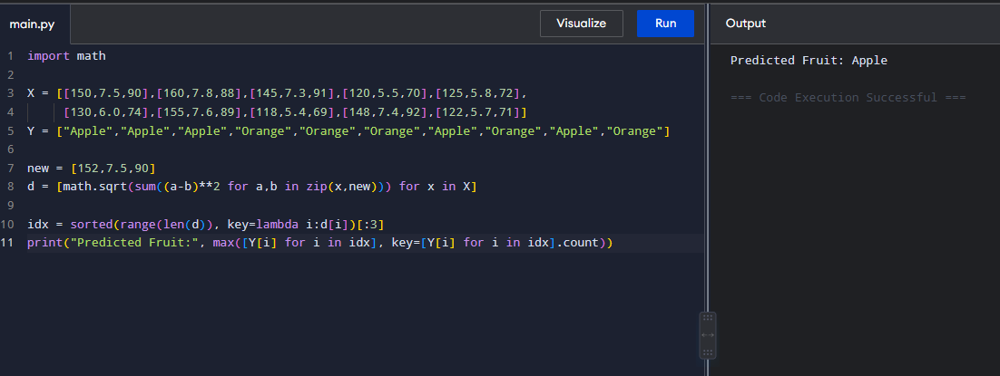 main.py
Visualize
Run
Output
1 import math
2
3 X = [[150,7.5,90],[160,7.8,88],[145,7.3,91],[120,5.5,70],[125,5.8,72],
4      [130,6.0,74],[155,7.6,89],[118,5.4,69],[148,7.4,92],[122,5.7,71]]
5 Y = ["Apple","Apple","Apple","Orange","Orange","Orange","Apple","Orange","Apple","Orange"]
6
7 new = [152,7.5,90]
8 d = [math.sqrt(sum((a-b)**2 for a,b in zip(x,new))) for x in X]
9
10 idx = sorted(range(len(d)), key=lambda i:d[i])[:3]
11 print("Predicted Fruit:", max([Y[i] for i in idx], key=[Y[i] for i in idx].count))
Predicted Fruit: Apple
=== Code Execution Successful ===